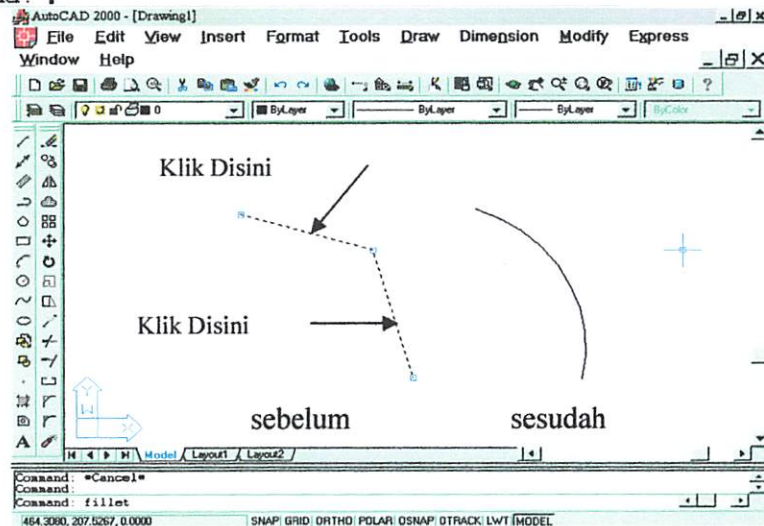 AutoCAD 2000 - [Drawing1]
File Edit View Insert Format Tools Draw Dimension Modify Express
Window Help
0 ByLayer ByLayer ByLayer ByColor
Klik Disini
Klik Disini
Y
W
X
sebelum sesudah
Model Layout1 Layout2
Command: *Cancel*
Command:
Command: fillet
464.3080, 207.5267, 0.0000 SNAP GRID ORTHO POLAR OSNAP OTRACK LWT MODEL